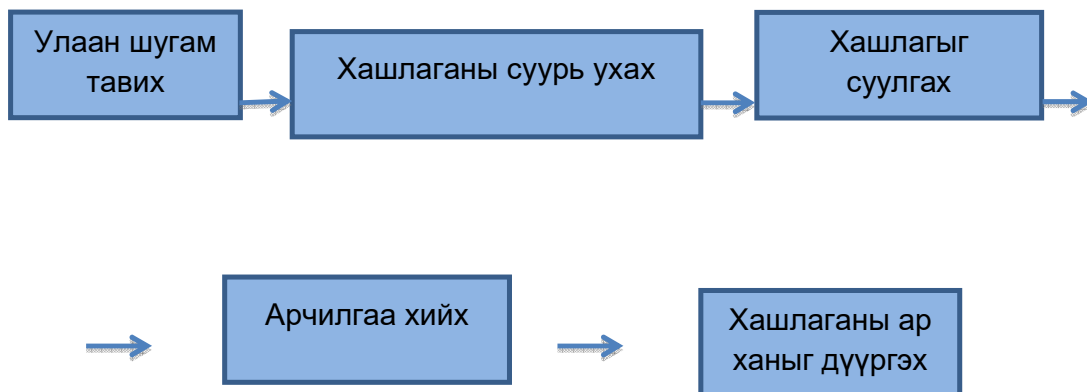 Улаан шугам
тавих
Хашлаганы суурь ухах
Хашлагыг
суулгах
Арчилгаа хийх
Хашлаганы ар
ханыг дүүргэх